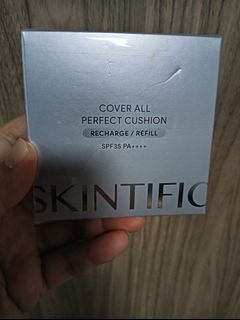 COVER ALL
PERFECT CUSHION
RECHARGE / REFILL
SPF35 PA++++
SKINTIFIC